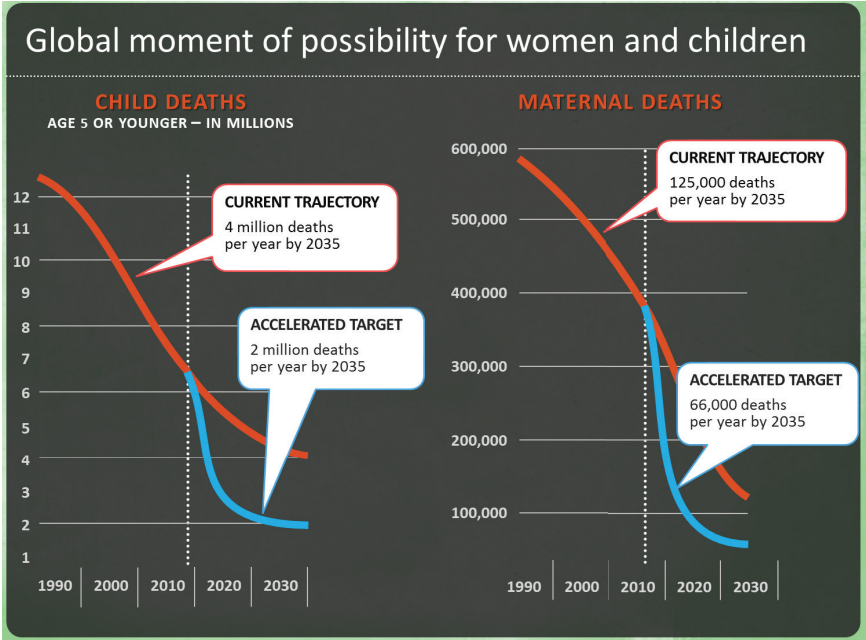 Global moment of possibility for women and children
CHILD DEATHS
AGE 5 OR YOUNGER – IN MILLIONS
12
11
10
9
8
7
6
5
4
3
2
1
CURRENT TRAJECTORY
4 million deaths
per year by 2035
ACCELERATED TARGET
2 million deaths
per year by 2035
1990 2000 2010 2020 2030
MATERNAL DEATHS
600,000
500,000
400,000
300,000
200,000
100,000
CURRENT TRAJECTORY
125,000 deaths
per year by 2035
ACCELERATED TARGET
66,000 deaths
per year by 2035
1990 2000 2010 2020 2030